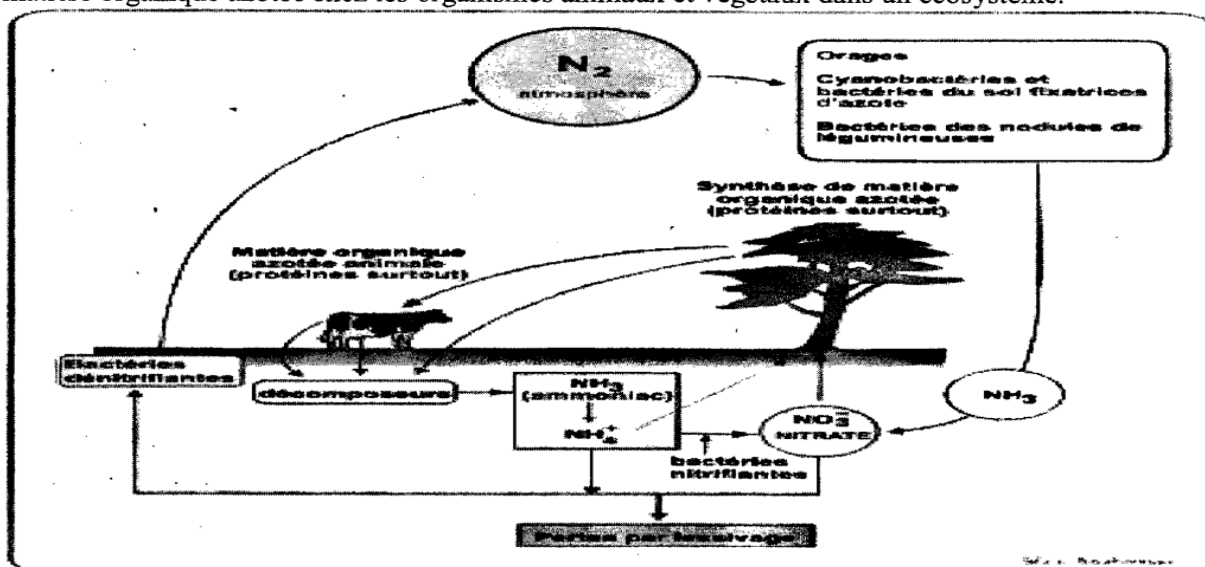 matière organique azotée chez les organismes animaux et végétaux dans un écosystème.
N₂
atmosphère
Orages
Cyanobactéries et
bactéries du sol fixatrices
d'azote
Bactéries des nodules de
légumineuses
Synthèse de matière
organique azotée
(protéines surtout)
Matière organique
azotée animale
(protéines surtout)
Bactéries
dénitrifiantes
décomposeurs
NH₃
(ammoniac)
NH₄⁺
NO₃⁻
NITRATE
NH₃
bactéries
nitrifiantes
Pertes par lessivage